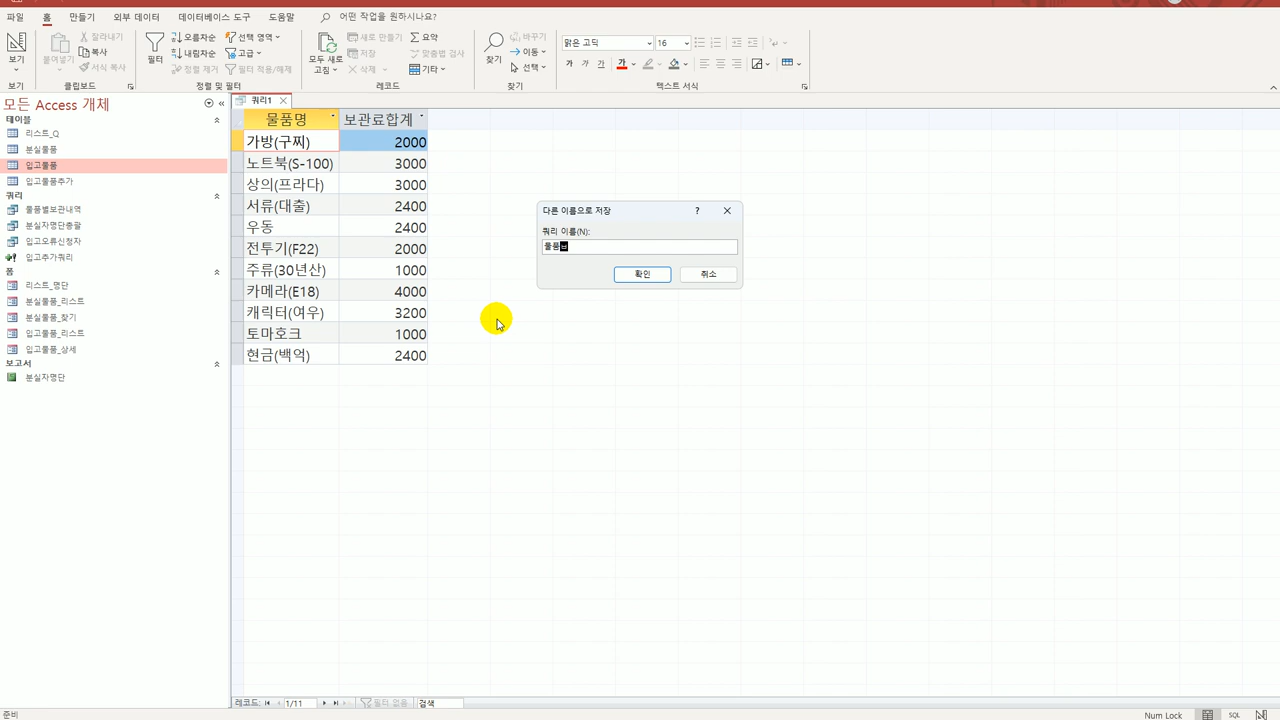 파일 홈 만들기 외부 데이터 데이터베이스 도구 도움말 어떤 작업을 원하시나요?
보기
붙여넣기
잘라내기
복사
서식 복사
필터
오름차순
내림차순
정렬 제거
선택 영역
고급
필터 적용/해제
모두 새로 고침
새로 만들기
저장
삭제
요약
맞춤법 검사
기타
찾기
바꾸기
이동
선택
맑은 고딕 16
가 가 가 가
보기 클립보드 정렬 및 필터 레코드 찾기 텍스트 서식
모든 Access 개체
테이블
리스트_Q
분실물품
입고물품
입고물품추가
쿼리
물품별보관내역
분실자명단총괄
입고오류신청자
입고추가쿼리
폼
리스트_명단
분실물품_리스트
분실물품_찾기
입고물품_리스트
입고물품_상세
보고서
분실자명단
쿼리1
물품명 보관료합계
가방(구찌) 2000
노트북(S-100) 3000
상의(프라다) 3000
서류(대출) 2400
우동 2400
전투기(F22) 2000
주류(30년산) 1000
카메라(E18) 4000
캐릭터(여우) 3200
토마호크 1000
현금(백억) 2400
다른 이름으로 저장 ?
쿼리 이름(N):
물품ㅂ
확인 취소
레코드: 1/11 필터 없음 검색
준비 Num Lock SQL